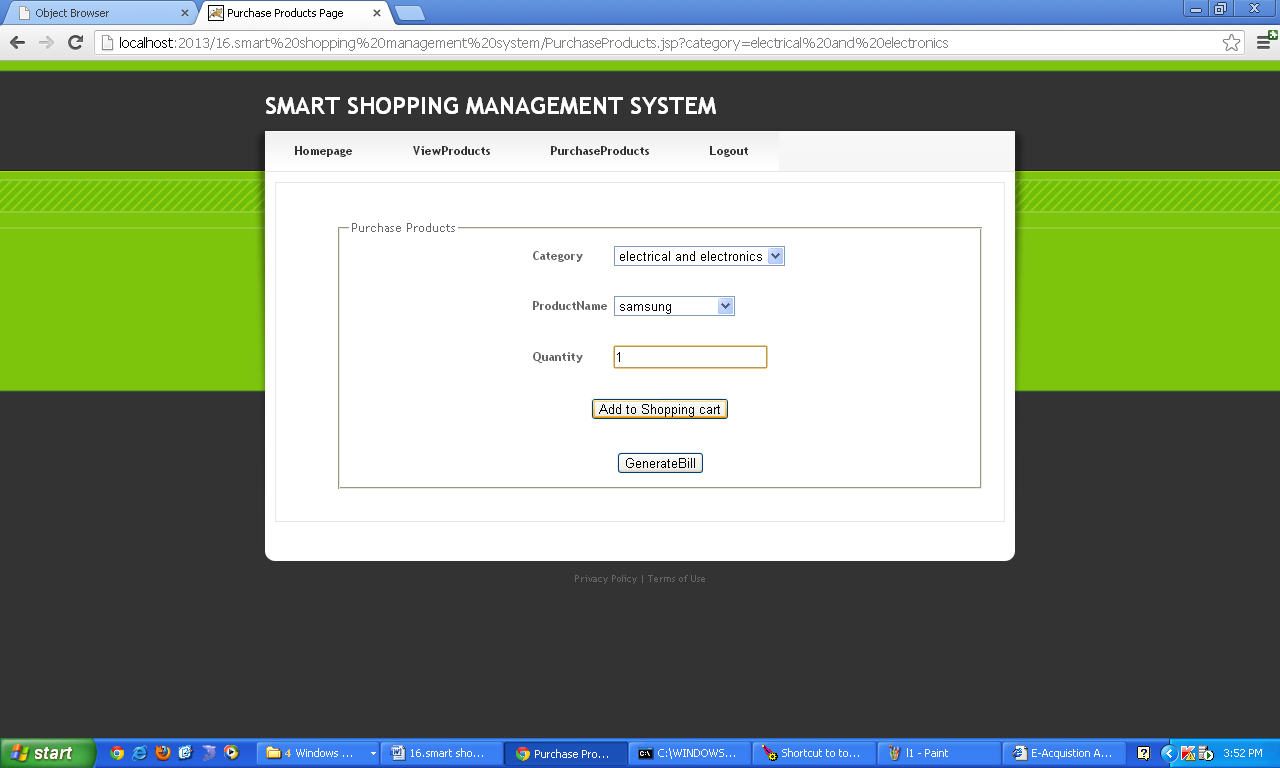 Object Browser
Purchase Products Page
localhost:2013/16.smart%20shopping%20management%20system/PurchaseProducts.jsp?category=electrical%20and%20electronics
SMART SHOPPING MANAGEMENT SYSTEM
Homepage ViewProducts PurchaseProducts Logout
Purchase Products
Category electrical and electronics
ProductName samsung
Quantity 1
Add to Shopping cart
GenerateBill
Privacy Policy | Terms of Use
start 4 Windows ... 16.smart sho... Purchase Pro... C:\WINDOWS... Shortcut to to... l1 - Paint E-Acquistion A... 3:52 PM